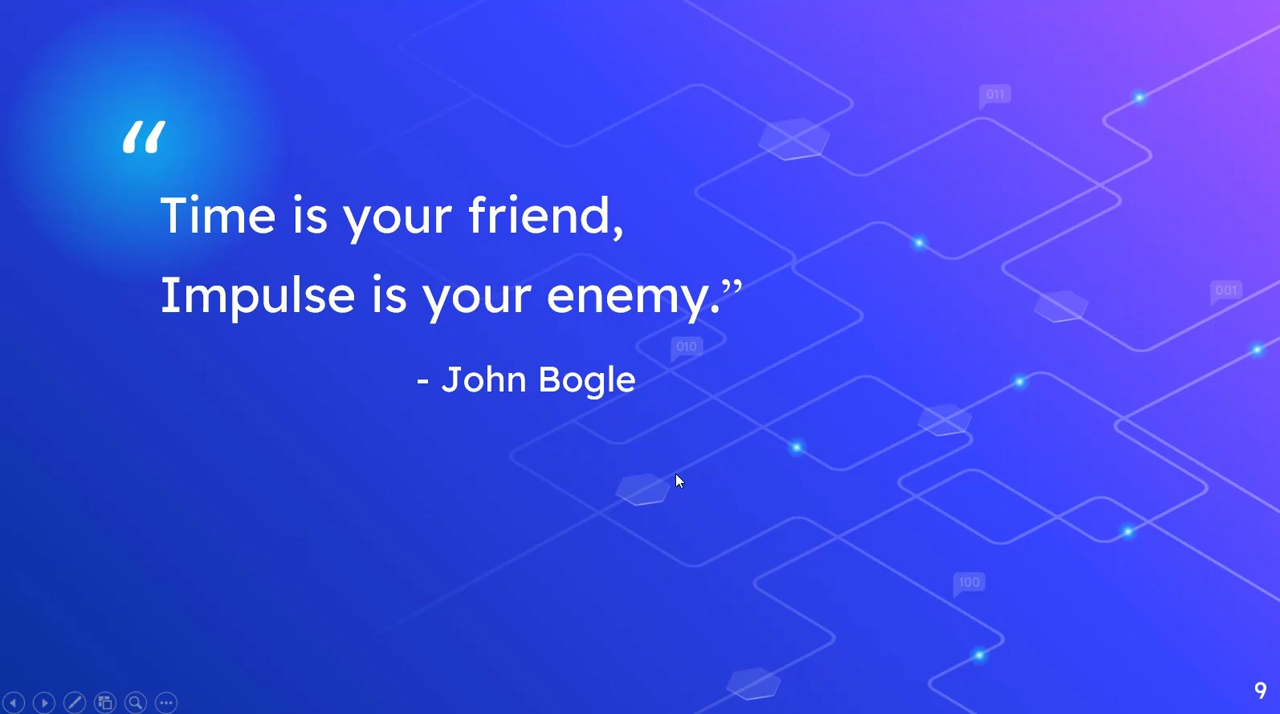 “
Time is your friend,
Impulse is your enemy.”
- John Bogle
011
001
010
100
9